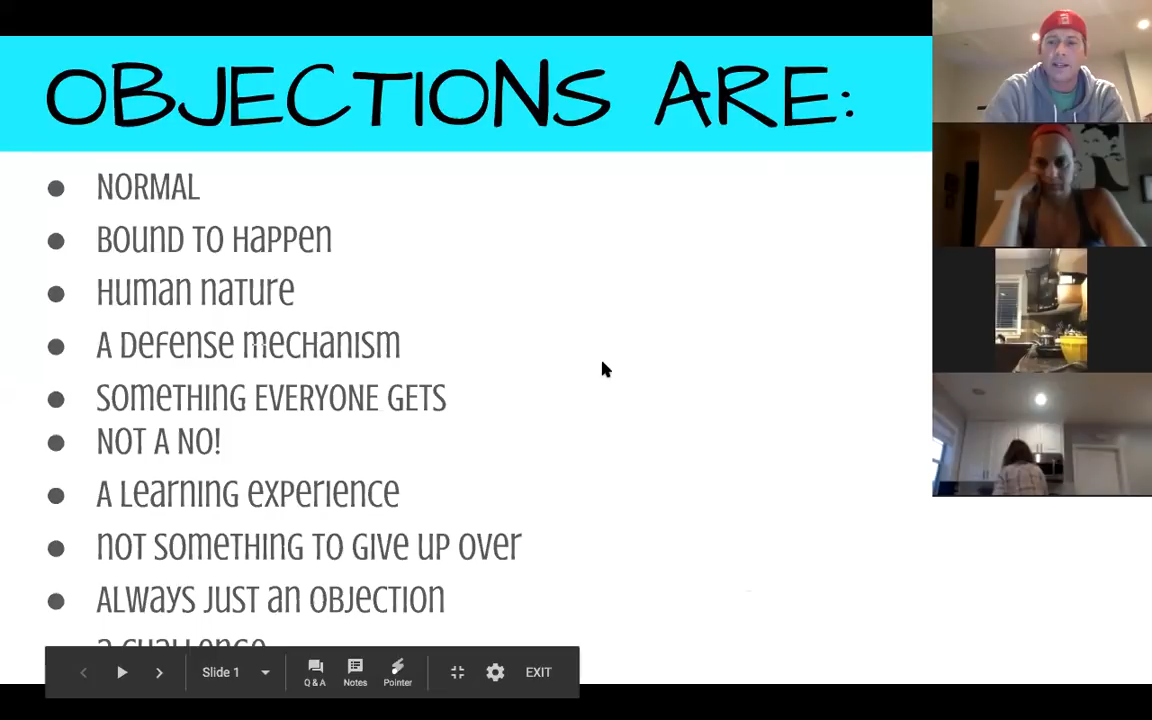 OBJECTIONS ARE:
NORMAL
BOUND TO HAPPEN
HUMAN NATURE
A DEFENSE MECHANISM
SOMETHING EVERYONE GETS
NOT A NO!
A LEARNING EXPERIENCE
NOT SOMETHING TO GIVE UP OVER
ALWAYS JUST AN OBJECTION
A CHALLENGE
Slide 1
Q & A
Notes
Pointer
EXIT